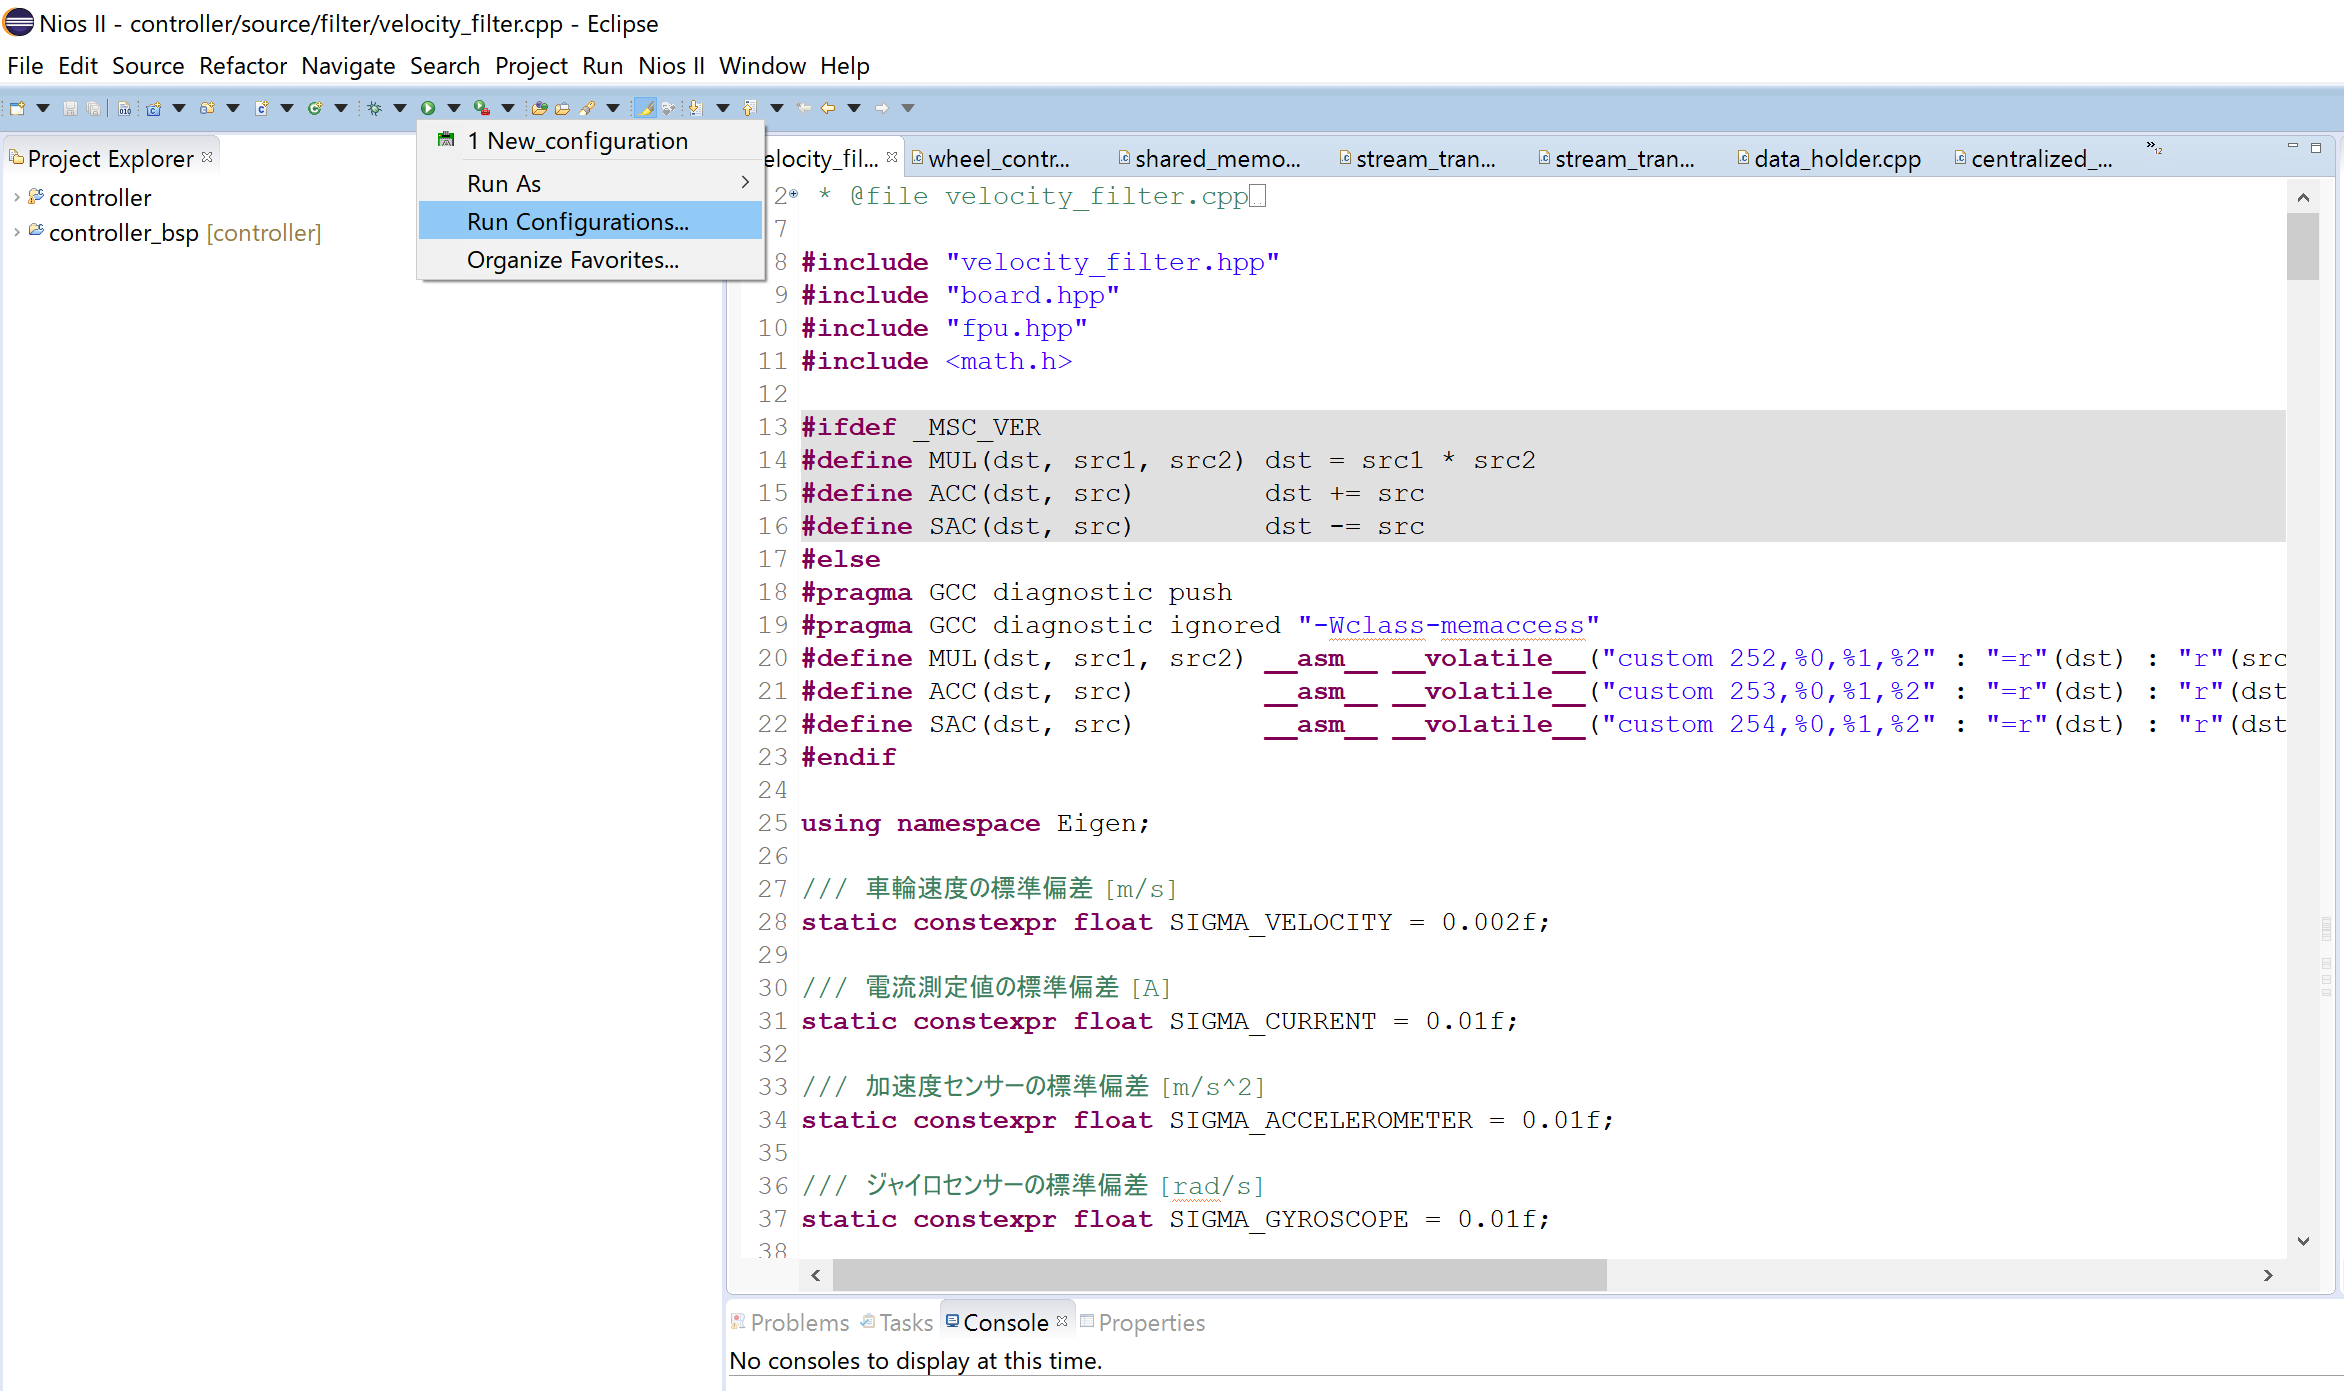 Nios II - controller/source/filter/velocity_filter.cpp - Eclipse
File Edit Source Refactor Navigate Search Project Run Nios II Window Help
Project Explorer
controller
controller_bsp [controller]
1 New_configuration
Run As
Run Configurations...
Organize Favorites...
elocity_fil... wheel_contr... shared_memo... stream_tran... stream_tran... data_holder.cpp centralized_... 12
2 * @file velocity_filter.cpp
7
8 #include "velocity_filter.hpp"
9 #include "board.hpp"
10 #include "fpu.hpp"
11 #include <math.h>
12
13 #ifdef _MSC_VER
14 #define MUL(dst, src1, src2) dst = src1 * src2
15 #define ACC(dst, src) dst += src
16 #define SAC(dst, src) dst -= src
17 #else
18 #pragma GCC diagnostic push
19 #pragma GCC diagnostic ignored "-Wclass-memaccess"
20 #define MUL(dst, src1, src2) __asm__ __volatile__("custom 252,%0,%1,%2" : "=r"(dst) : "r"(src
21 #define ACC(dst, src) __asm__ __volatile__("custom 253,%0,%1,%2" : "=r"(dst) : "r"(dst
22 #define SAC(dst, src) __asm__ __volatile__("custom 254,%0,%1,%2" : "=r"(dst) : "r"(dst
23 #endif
24
25 using namespace Eigen;
26
27 /// 車輪速度の標準偏差 [m/s]
28 static constexpr float SIGMA_VELOCITY = 0.002f;
29
30 /// 電流測定値の標準偏差 [A]
31 static constexpr float SIGMA_CURRENT = 0.01f;
32
33 /// 加速度センサーの標準偏差 [m/s^2]
34 static constexpr float SIGMA_ACCELEROMETER = 0.01f;
35
36 /// ジャイロセンサーの標準偏差 [rad/s]
37 static constexpr float SIGMA_GYROSCOPE = 0.01f;
38
Problems Tasks Console Properties
No consoles to display at this time.